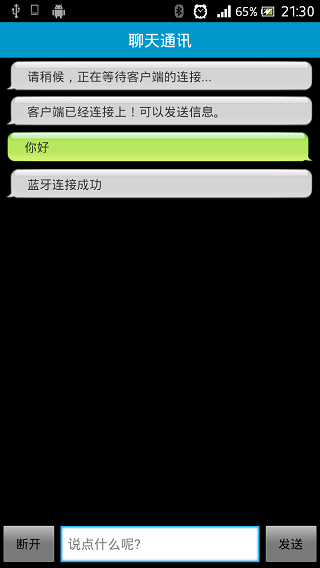 65% 21:30
聊天通讯
请稍候，正在等待客户端的连接...
客户端已经连接上！可以发送信息。
你好
蓝牙连接成功
断开 说点什么呢? 发送